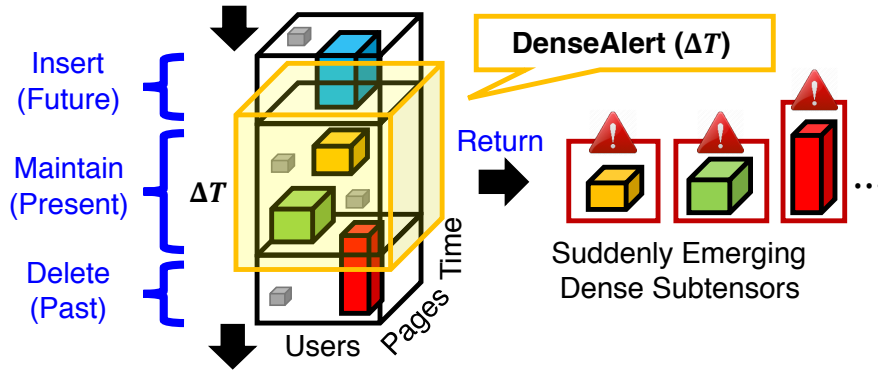 Insert
(Future)
Maintain
(Present)
Delete
(Past)
ΔT
Users
Pages
Time
DenseAlert (ΔT)
Return
!
!
!
...
Suddenly Emerging
Dense Subtensors